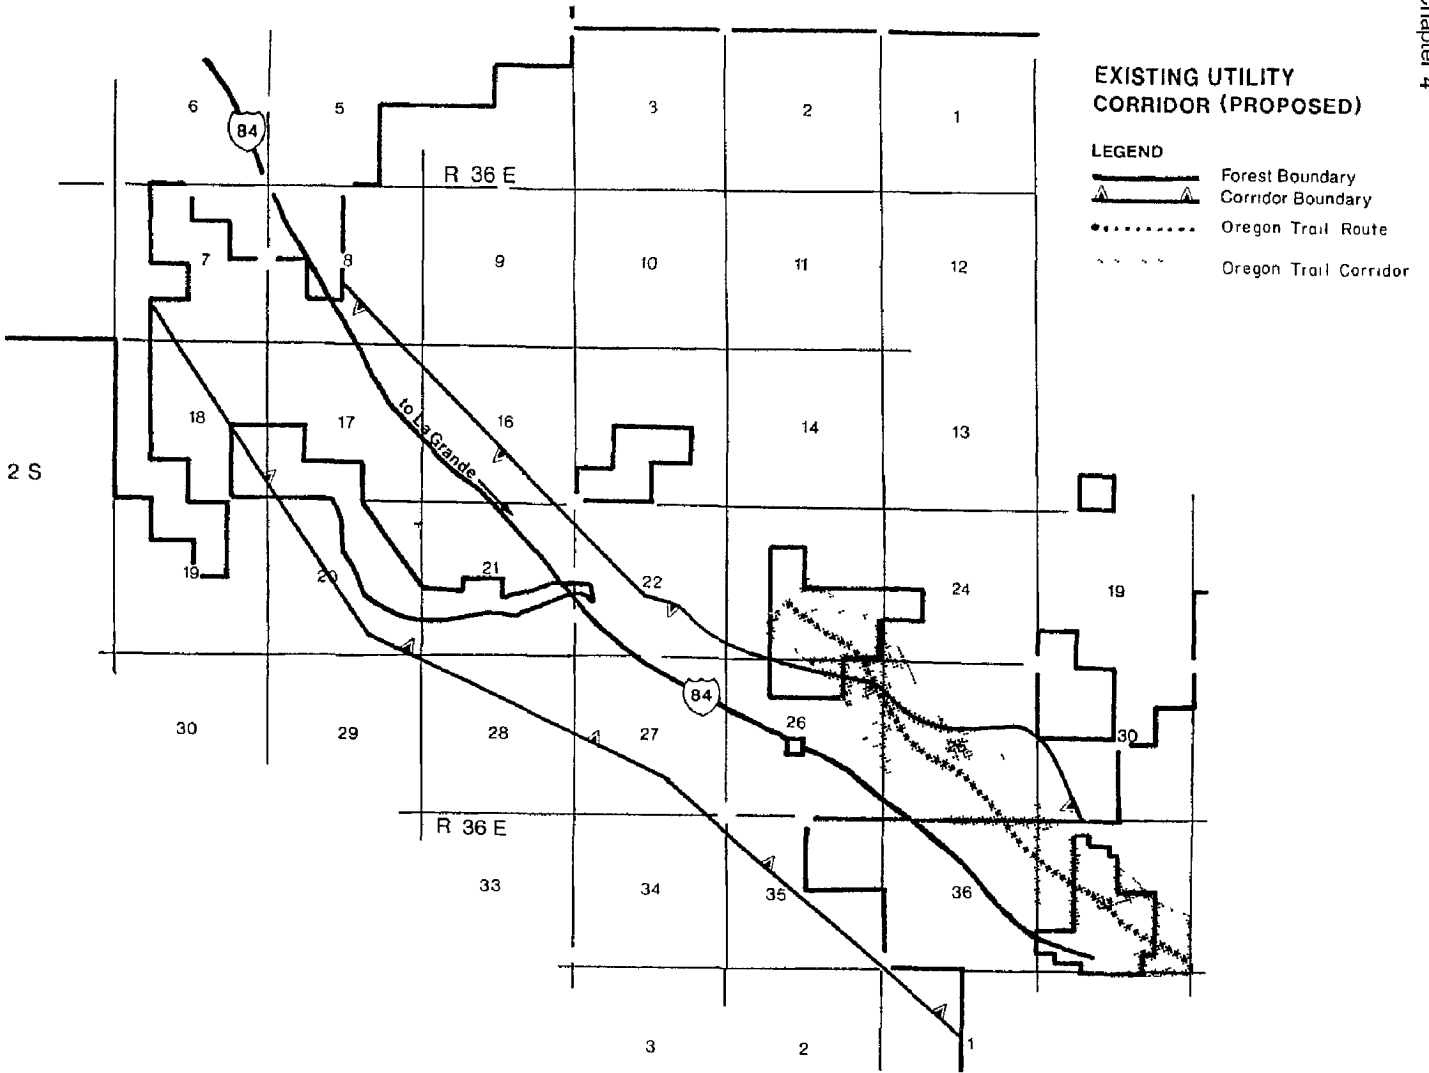 Chapter 4
EXISTING UTILITY
CORRIDOR (PROPOSED)
LEGEND
Forest Boundary
Corridor Boundary
Oregon Trail Route
Oregon Trail Corridor
6 5 3 2 1
84
R 36 E
7 8 9 10 11 12
18 17 16 14 13
to La Grande
2 S
19 20 21 22 24 19
84
30 29 28 27 26 30
R 36 E
33 34 35 36
3 2 1